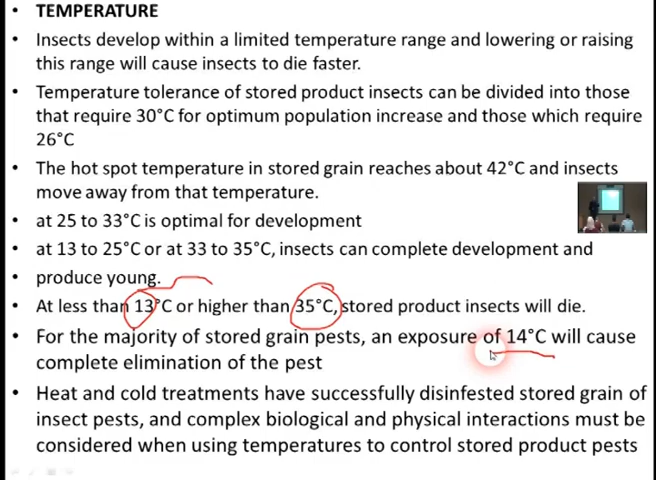 • TEMPERATURE
• Insects develop within a limited temperature range and lowering or raising
this range will cause insects to die faster.
• Temperature tolerance of stored product insects can be divided into those
that require 30°C for optimum population increase and those which require
26°C
• The hot spot temperature in stored grain reaches about 42°C and insects
move away from that temperature.
• at 25 to 33°C is optimal for development
• at 13 to 25°C or at 33 to 35°C, insects can complete development and
• produce young.
• At less than 13°C or higher than 35°C, stored product insects will die.
• For the majority of stored grain pests, an exposure of 14°C will cause
complete elimination of the pest
• Heat and cold treatments have successfully disinfested stored grain of
insect pests, and complex biological and physical interactions must be
considered when using temperatures to control stored product pests